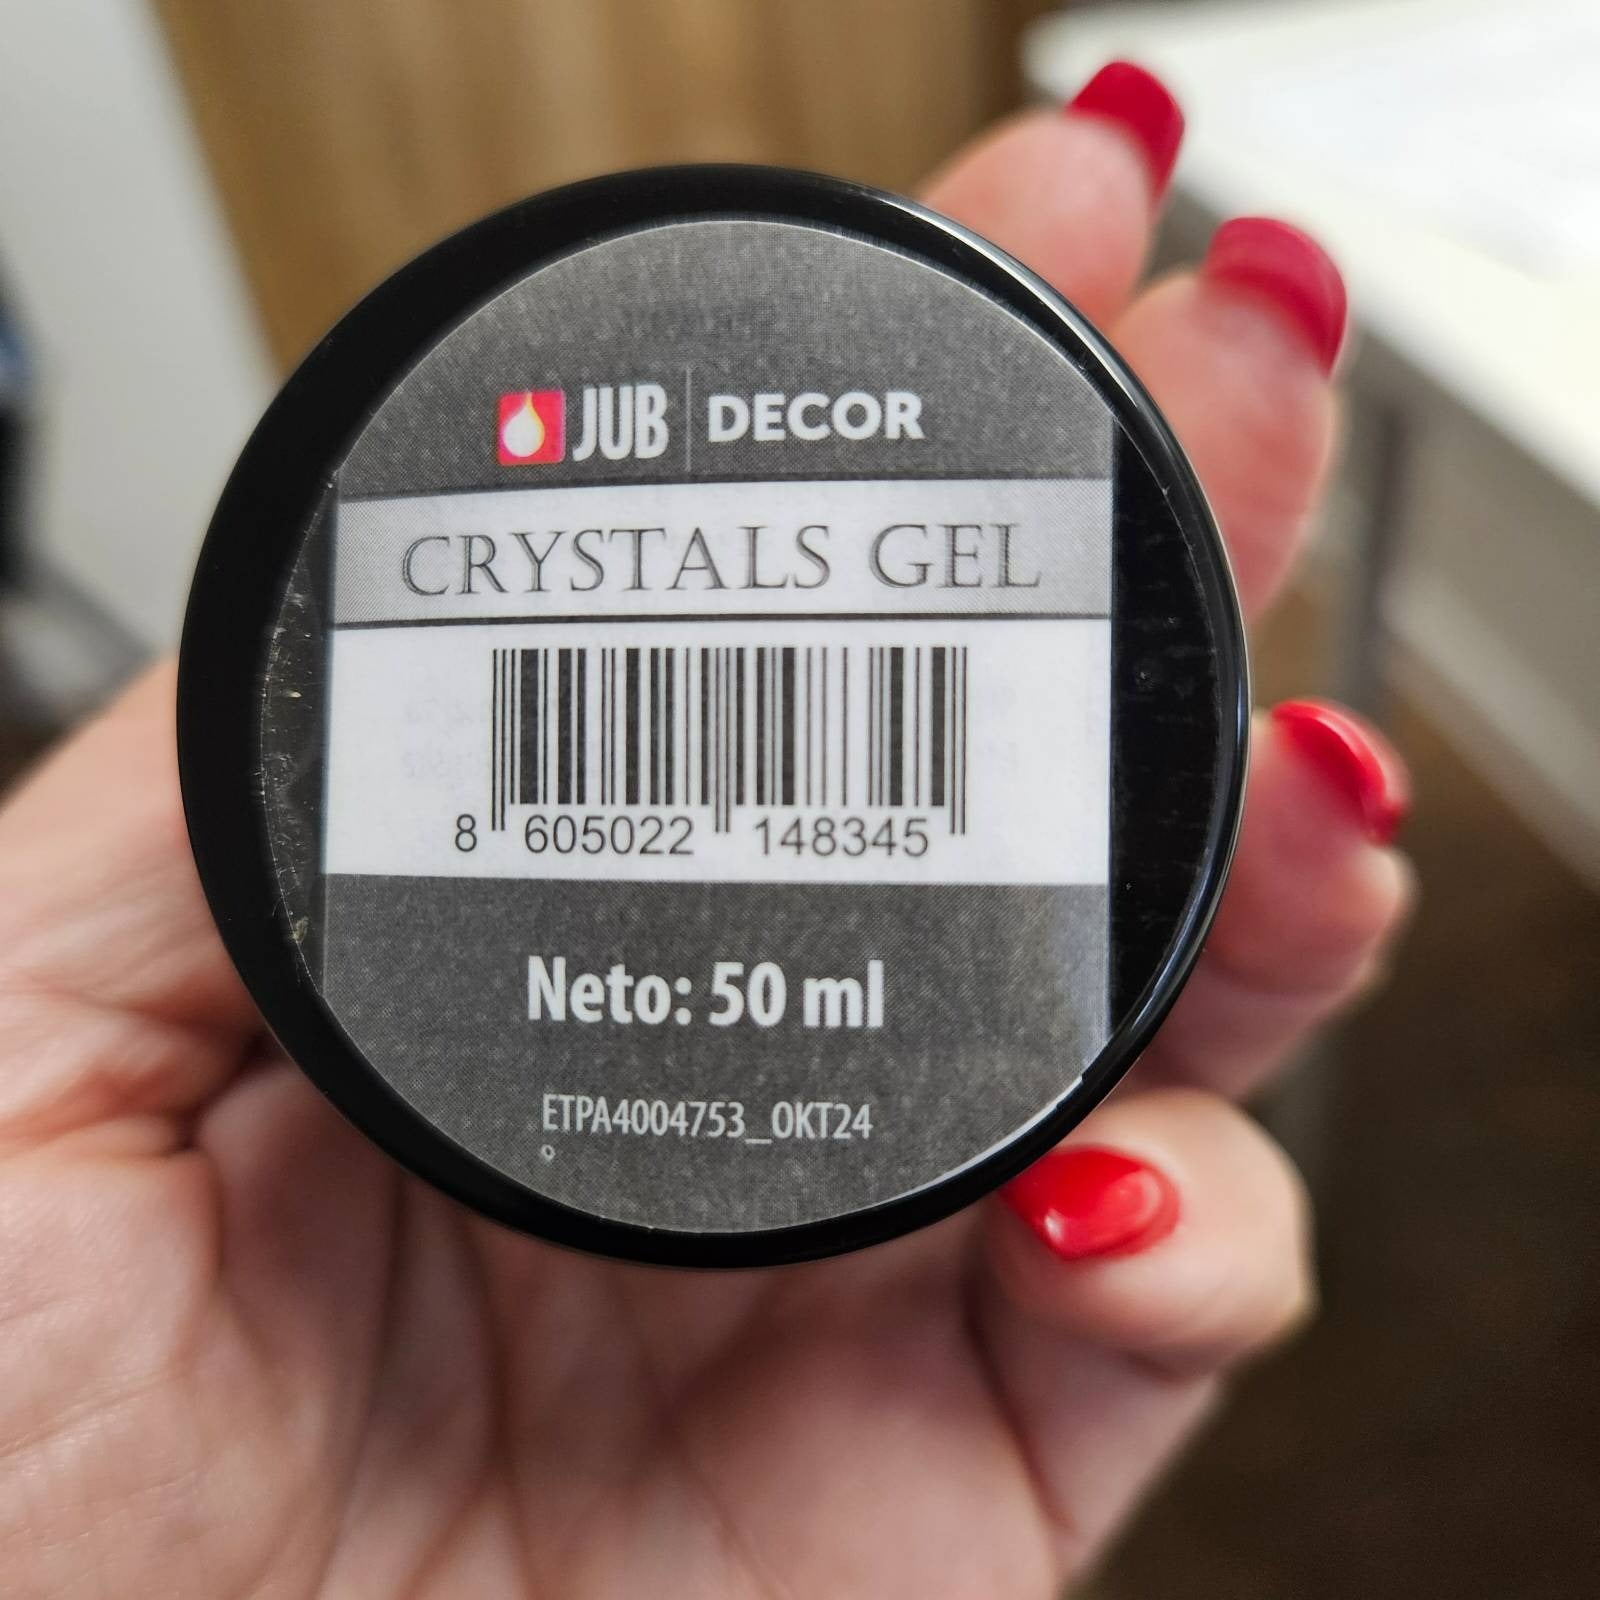 JUB DECOR
CRYSTALS GEL
8 605022 148345
Neto: 50 ml
ETPA4004753_OKT24